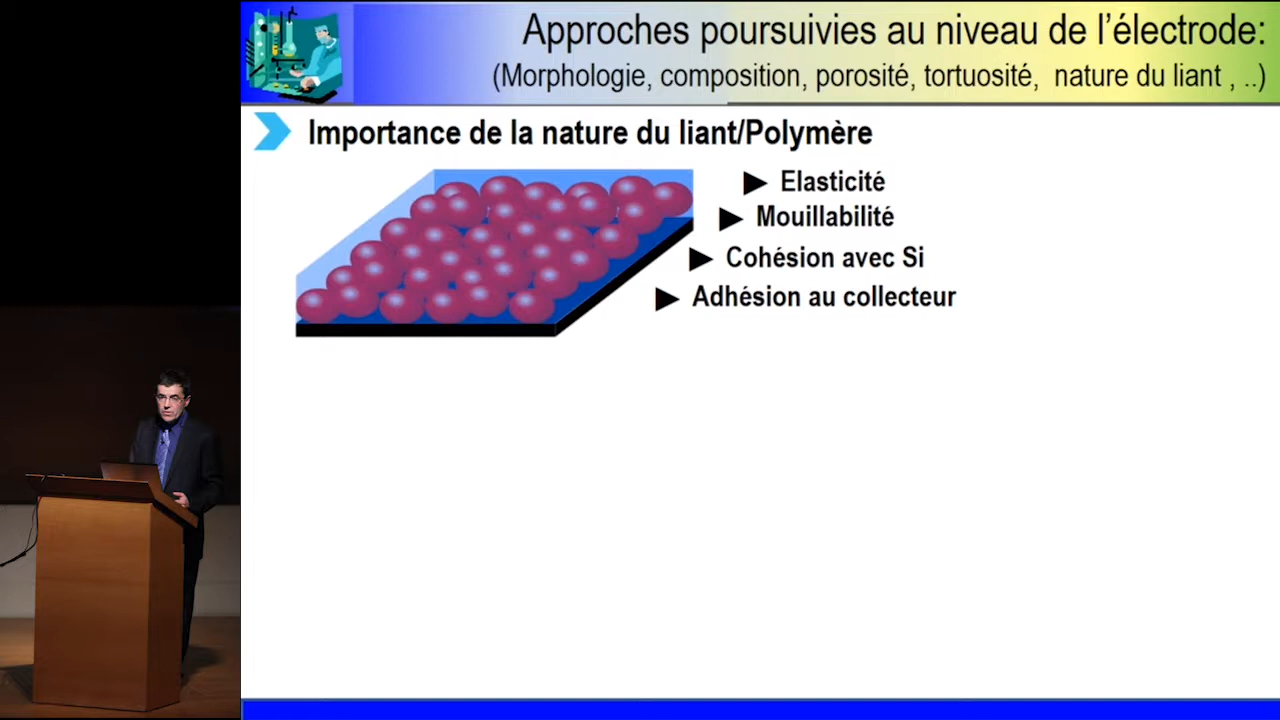 Approches poursuivies au niveau de l'électrode:
(Morphologie, composition, porosité, tortuosité, nature du liant , ..)
Importance de la nature du liant/Polymère
Elasticité
Mouillabilité
Cohésion avec Si
Adhésion au collecteur